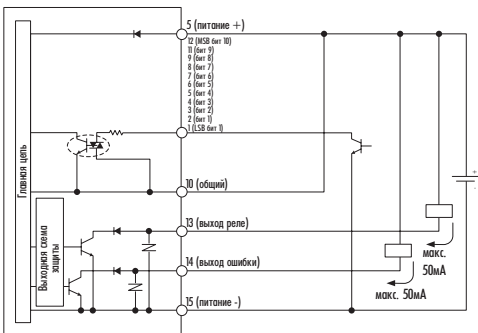 5 (питание +)
12 (MSB бит 10)
11 (бит 9)
9 (бит 8)
8 (бит 7)
7 (бит 6)
6 (бит 5)
5 (бит 4)
4 (бит 3)
3 (бит 2)
2 (бит 1)
1 (LSB бит 1)
10 (общий)
13 (выход реле)
14 (выход ошибки)
15 (питание -)
Главная цепь
Выходная схема
защиты
макс.
50мА
макс. 50мА
+
-